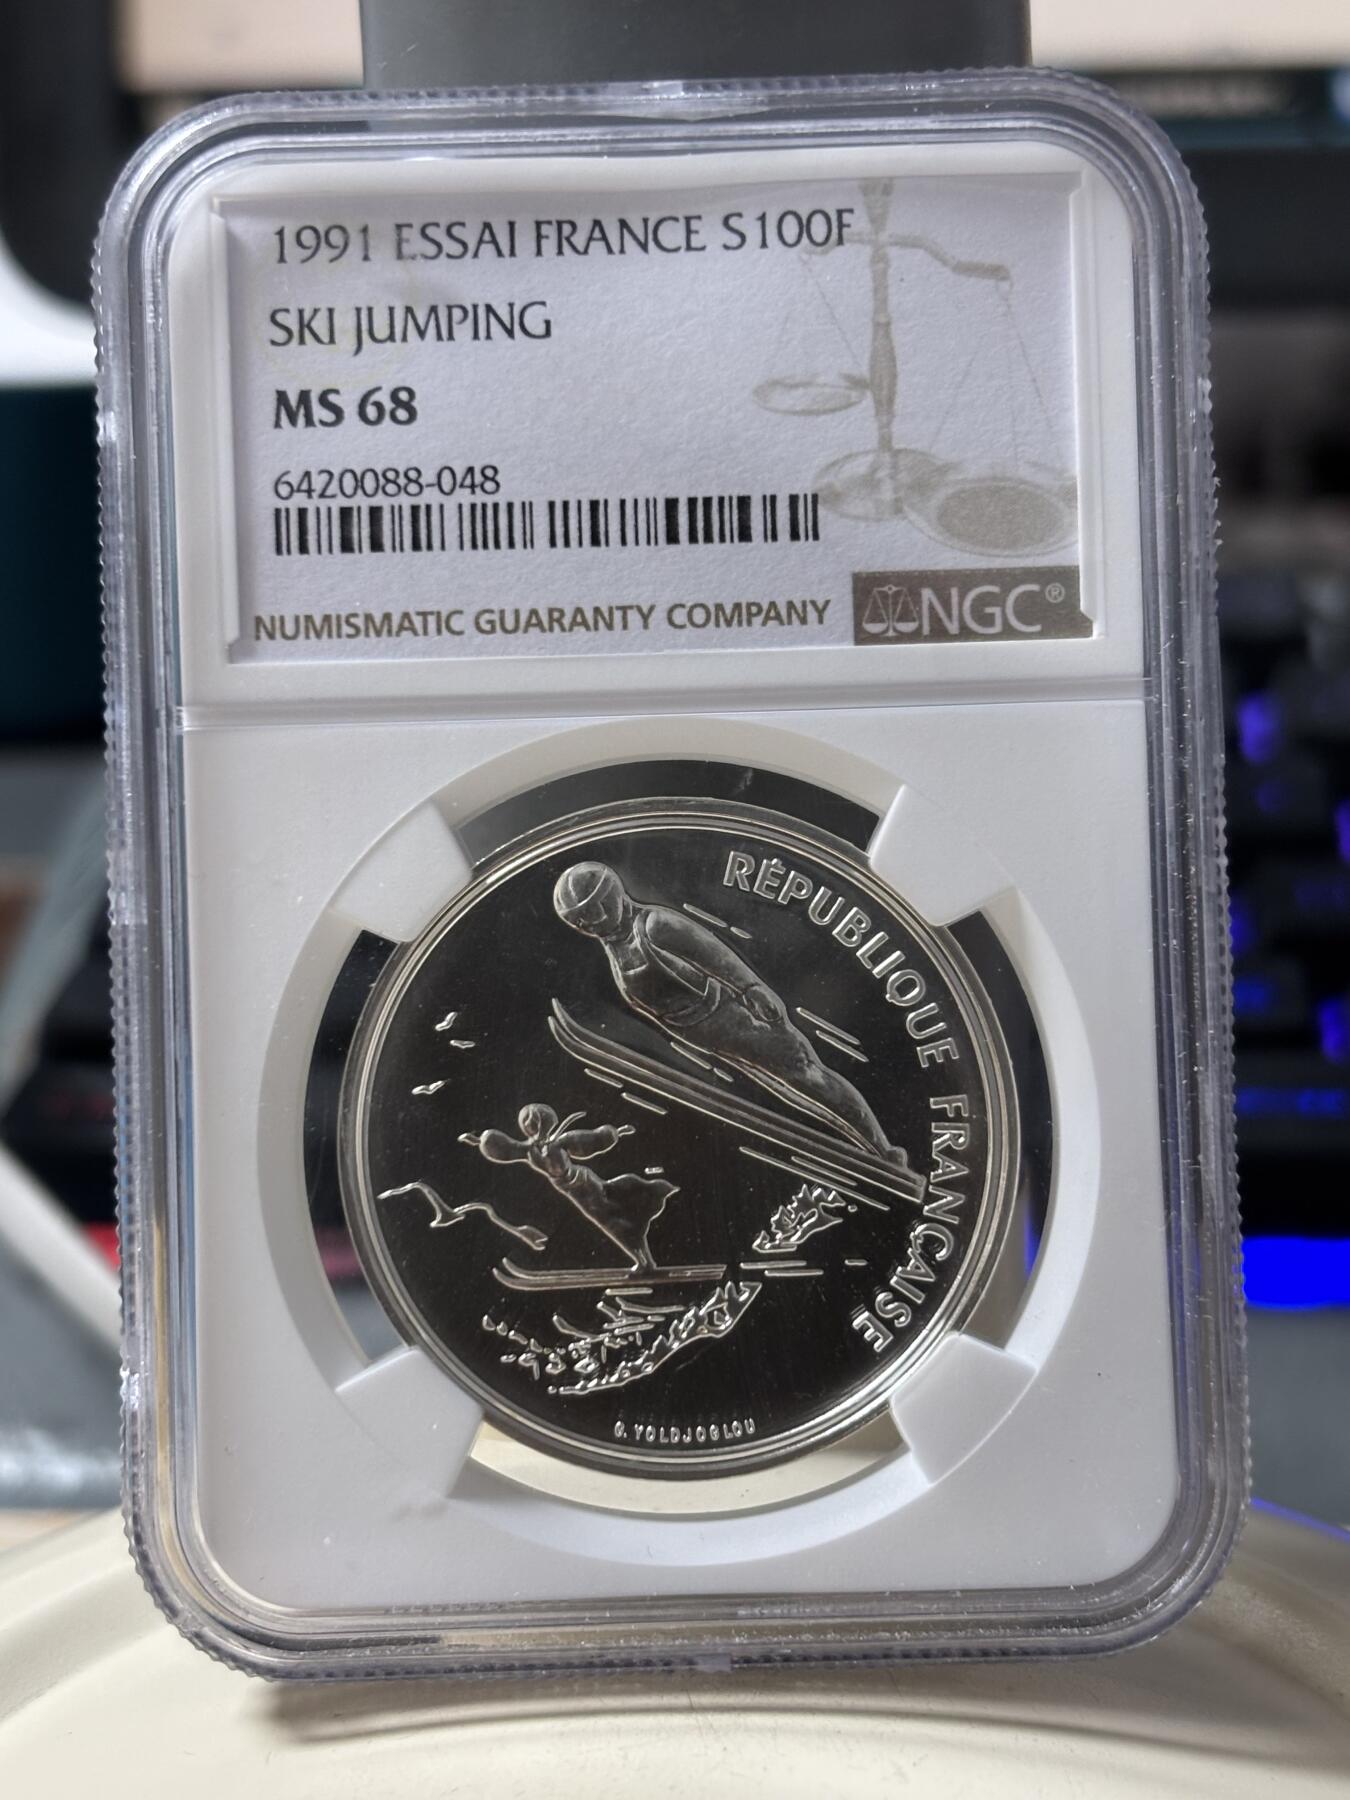 1991 ESSAI FRANCE S100F
SKI JUMPING
MS 68
6420088-048
NUMISMATIC GUARANTY COMPANY
NGC®
RÉPUBLIQUE FRANÇAISE
G. YOLDJOGLOU